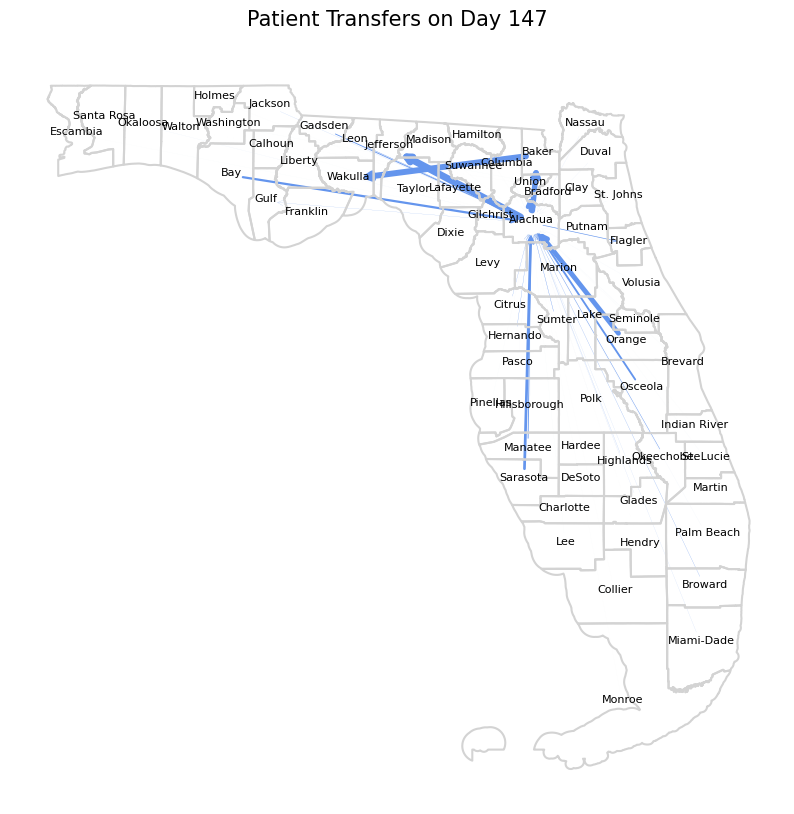 Patient Transfers on Day 147
Holmes
Jackson
Santa Rosa
Okaloosa
Walton
Washington
Escambia
Gadsden
Leon
Calhoun
Jefferson
Madison
Hamilton
Nassau
Baker
Duval
Liberty
Bay
Wakulla
Suwannee
Columbia
Union
Taylor
Lafayette
Bradford
Clay
St. Johns
Gulf
Franklin
Gilchrist
Alachua
Putnam
Dixie
Flagler
Levy
Marion
Volusia
Citrus
Sumter
Lake
Seminole
Hernando
Orange
Pasco
Brevard
Osceola
Pinellas
Hillsborough
Polk
Indian River
Manatee
Hardee
Highlands
Okeechobee
St. Lucie
Sarasota
DeSoto
Martin
Charlotte
Glades
Palm Beach
Lee
Hendry
Collier
Broward
Miami-Dade
Monroe